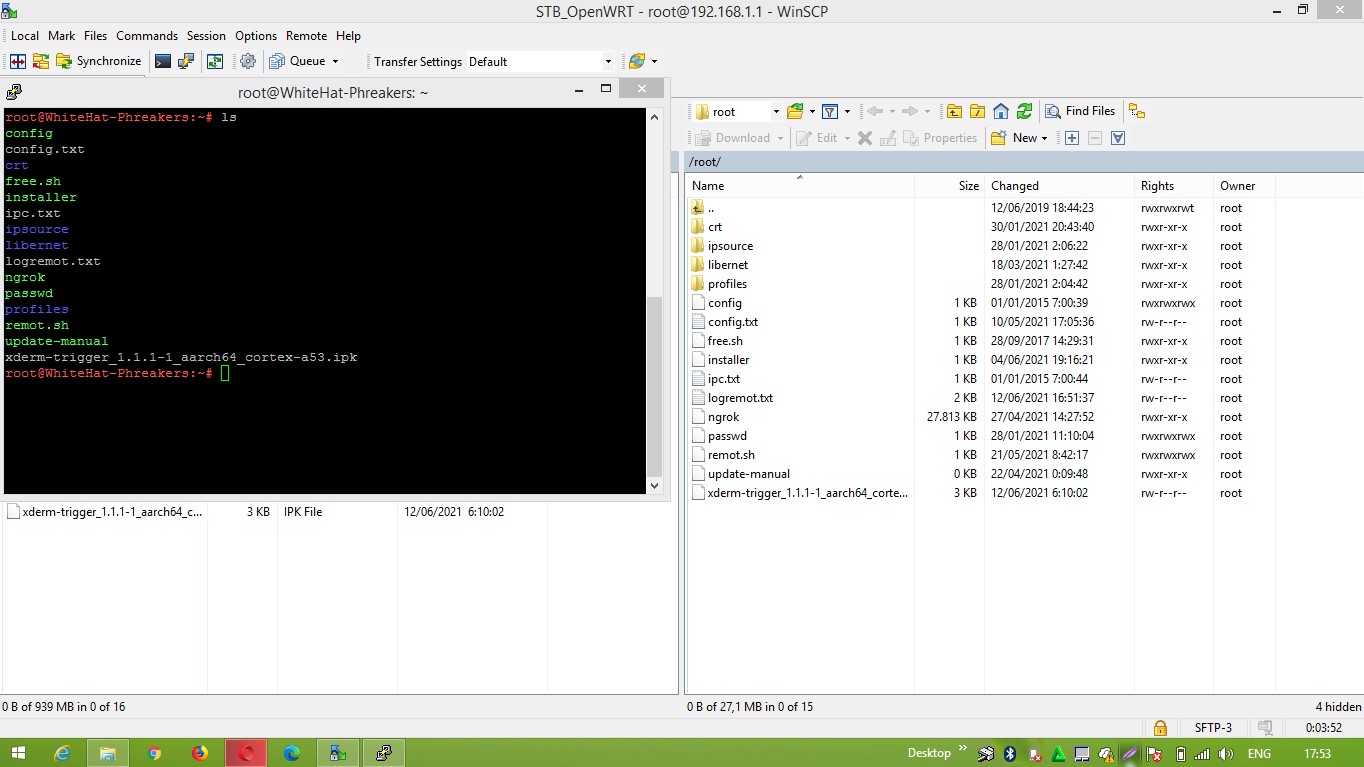 STB_OpenWRT - root@192.168.1.1 - WinSCP
Local Mark Files Commands Session Options Remote Help
Synchronize Queue Transfer Settings Default
root@WhiteHat-Phreakers: ~
root@WhiteHat-Phreakers:~# ls
config
config.txt
crt
free.sh
installer
ipc.txt
ipsource
libernet
logremot.txt
ngrok
passwd
profiles
remot.sh
update-manual
xderm-trigger_1.1.1-1_aarch64_cortex-a53.ipk
root@WhiteHat-Phreakers:~#
xderm-trigger_1.1.1-1_aarch64_c... 3 KB IPK File 12/06/2021 6:10:02
0 B of 939 MB in 0 of 16
root Find Files
Download Edit Properties New
/root/
Name Size Changed Rights Owner
.. 12/06/2019 18:44:23 rwxrwxrwt root
crt 30/01/2021 20:43:40 rwxr-xr-x root
ipsource 28/01/2021 2:06:22 rwxr-xr-x root
libernet 18/03/2021 1:27:42 rwxr-xr-x root
profiles 28/01/2021 2:04:42 rwxr-xr-x root
config 1 KB 01/01/2015 7:00:39 rwxrwxrwx root
config.txt 1 KB 10/05/2021 17:05:36 rw-r--r-- root
free.sh 1 KB 28/09/2017 14:29:31 rwxr-xr-x root
installer 1 KB 04/06/2021 19:16:21 rwxr-xr-x root
ipc.txt 1 KB 01/01/2015 7:00:44 rw-r--r-- root
logremot.txt 2 KB 12/06/2021 16:51:37 rw-r--r-- root
ngrok 27.813 KB 27/04/2021 14:27:52 rwxr-xr-x root
passwd 1 KB 28/01/2021 11:10:04 rwxrwxrwx root
remot.sh 1 KB 21/05/2021 8:42:17 rwxrwxrwx root
update-manual 0 KB 22/04/2021 0:09:48 rwxr-xr-x root
xderm-trigger_1.1.1-1_aarch64_corte... 3 KB 12/06/2021 6:10:02 rw-r--r-- root
0 B of 27,1 MB in 0 of 15 4 hidden
SFTP-3 0:03:52
Desktop ENG 17:53